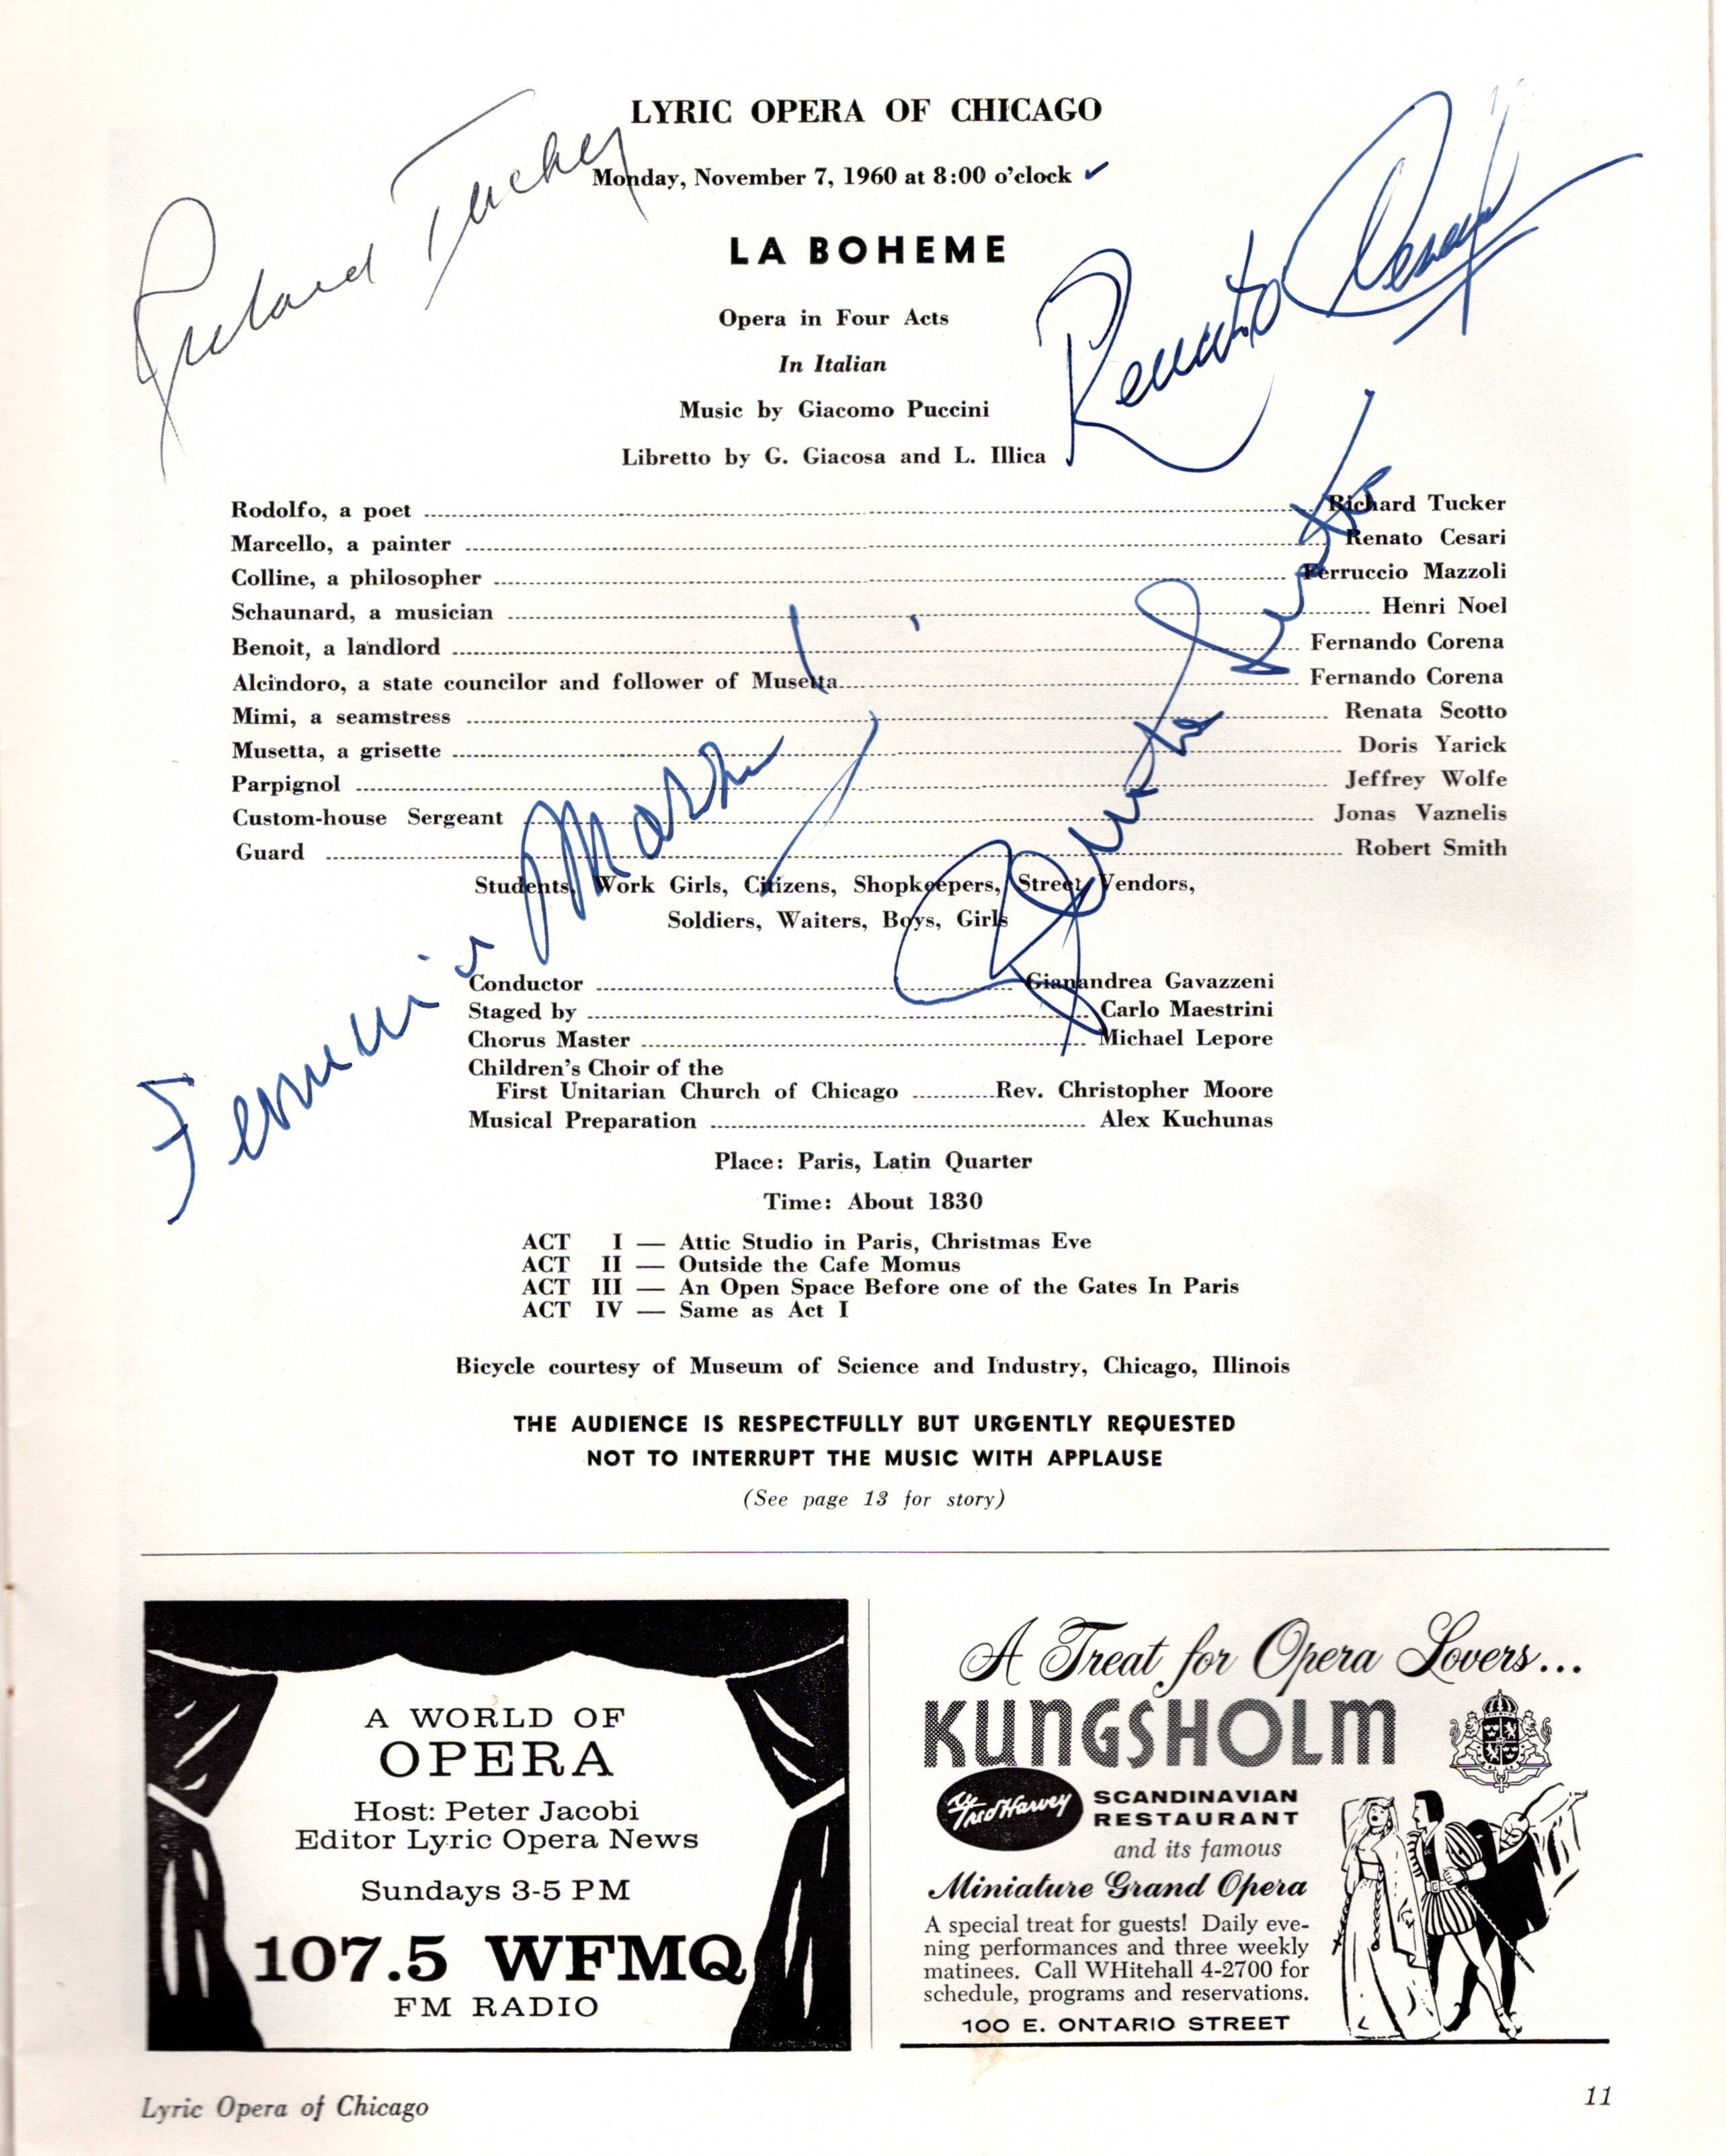 LYRIC OPERA OF CHICAGO
Richard Tucker
Monday, November 7, 1960 at 8:00 o'clock ✓
LA BOHEME
Renato Cesari
Opera in Four Acts
In Italian
Music by Giacomo Puccini
Libretto by G. Giacosa and L. Illica
Rodolfo, a poet Richard Tucker
Marcello, a painter Renato Cesari
Colline, a philosopher Ferruccio Mazzoli
Schaunard, a musician Henri Noel
Benoit, a landlord Fernando Corena
Alcindoro, a state councilor and follower of Musetta Fernando Corena
Mimi, a seamstress Renata Scotto
Musetta, a grisette Doris Yarick
Parpignol Jeffrey Wolfe
Custom-house Sergeant Jonas Vaznelis
Guard Robert Smith
Students, Work Girls, Citizens, Shopkeepers, Street Vendors,
Soldiers, Waiters, Boys, Girls
Ferruccio Mazzoli
Renata Scotto
Conductor Gianandrea Gavazzeni
Staged by Carlo Maestrini
Chorus Master Michael Lepore
Children's Choir of the
First Unitarian Church of Chicago Rev. Christopher Moore
Musical Preparation Alex Kuchunas
Place: Paris, Latin Quarter
Time: About 1830
ACT I — Attic Studio in Paris, Christmas Eve
ACT II — Outside the Cafe Momus
ACT III — An Open Space Before one of the Gates In Paris
ACT IV — Same as Act I
Bicycle courtesy of Museum of Science and Industry, Chicago, Illinois
THE AUDIENCE IS RESPECTFULLY BUT URGENTLY REQUESTED
NOT TO INTERRUPT THE MUSIC WITH APPLAUSE
(See page 13 for story)
A WORLD OF
OPERA
Host: Peter Jacobi
Editor Lyric Opera News
Sundays 3-5 PM
107.5 WFMQ
FM RADIO
A Treat for Opera Lovers...
KUNGSHOLM
by Fred Harvey
SCANDINAVIAN
RESTAURANT
and its famous
Miniature Grand Opera
A special treat for guests! Daily eve-
ning performances and three weekly
matinees. Call WHitehall 4-2700 for
schedule, programs and reservations.
100 E. ONTARIO STREET
Lyric Opera of Chicago
11